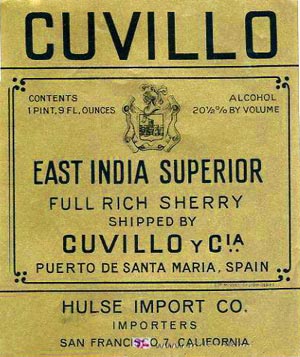 CUVILLO
CONTENTS
1 PINT, 9 FL, OUNCES
ALCOHOL
20½% BY VOLUME
EAST INDIA SUPERIOR
FULL RICH SHERRY
SHIPPED BY
CUVILLO Y CIA
PUERTO DE SANTA MARIA, SPAIN
HULSE IMPORT CO.
IMPORTERS
SAN FRANCISCO, 7, CALIFORNIA